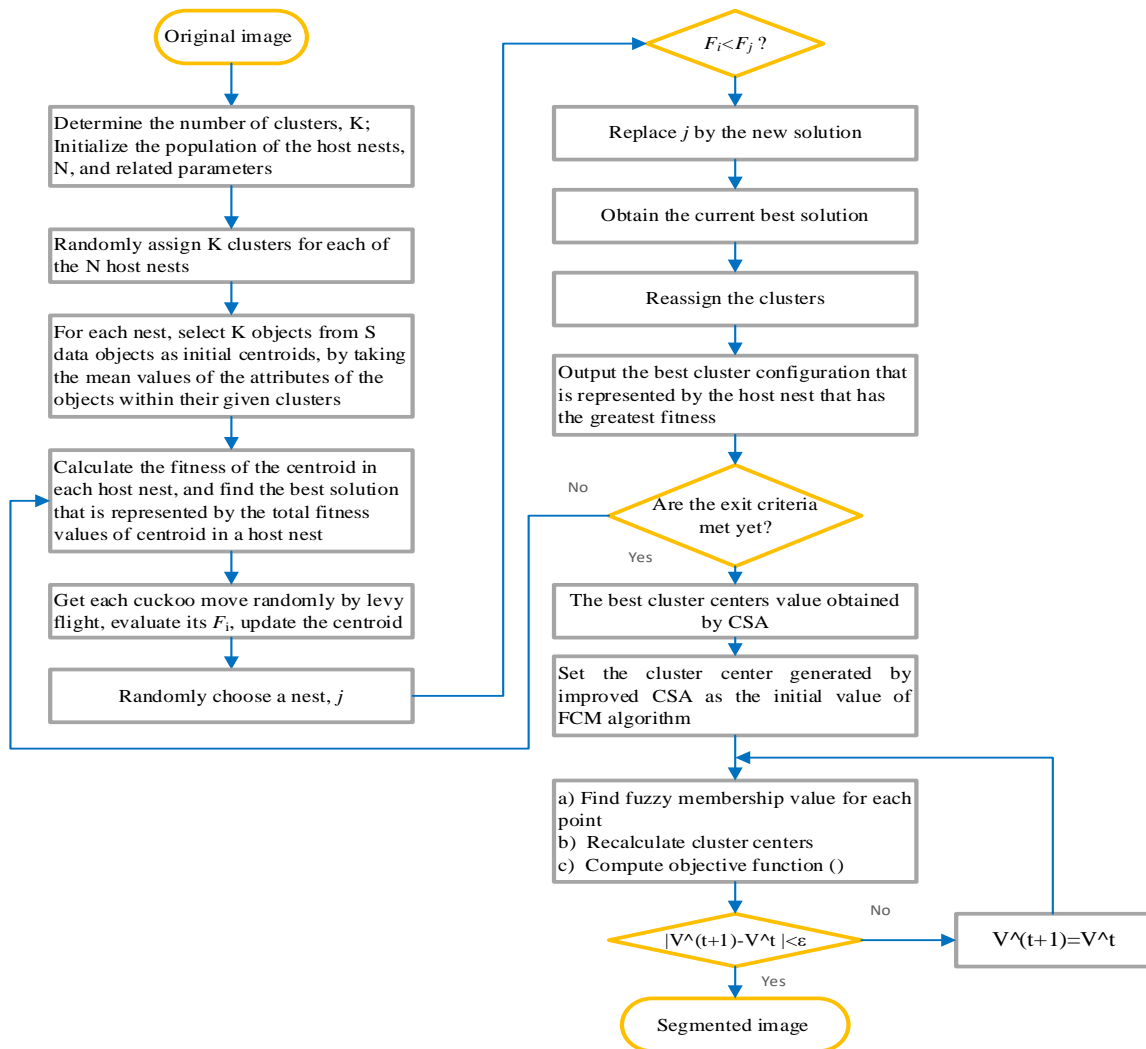 Original image
Determine the number of clusters, K;
Initialize the population of the host nests,
N, and related parameters
Randomly assign K clusters for each of
the N host nests
For each nest, select K objects from S
data objects as initial centroids, by taking
the mean values of the attributes of the
objects within their given clusters
Calculate the fitness of the centroid in
each host nest, and find the best solution
that is represented by the total fitness
values of centroid in a host nest
Get each cuckoo move randomly by levy
flight, evaluate its Fi, update the centroid
Randomly choose a nest, j
Fi<Fj ?
Replace j by the new solution
Obtain the current best solution
Reassign the clusters
Output the best cluster configuration that
is represented by the host nest that has
the greatest fitness
No
Are the exit criteria
met yet?
Yes
The best cluster centers value obtained
by CSA
Set the cluster center generated by
improved CSA as the initial value of
FCM algorithm
a) Find fuzzy membership value for each
point
b) Recalculate cluster centers
c) Compute objective function ()
|V^(t+1)-V^t |<ε
No
V^(t+1)=V^t
Yes
Segmented image